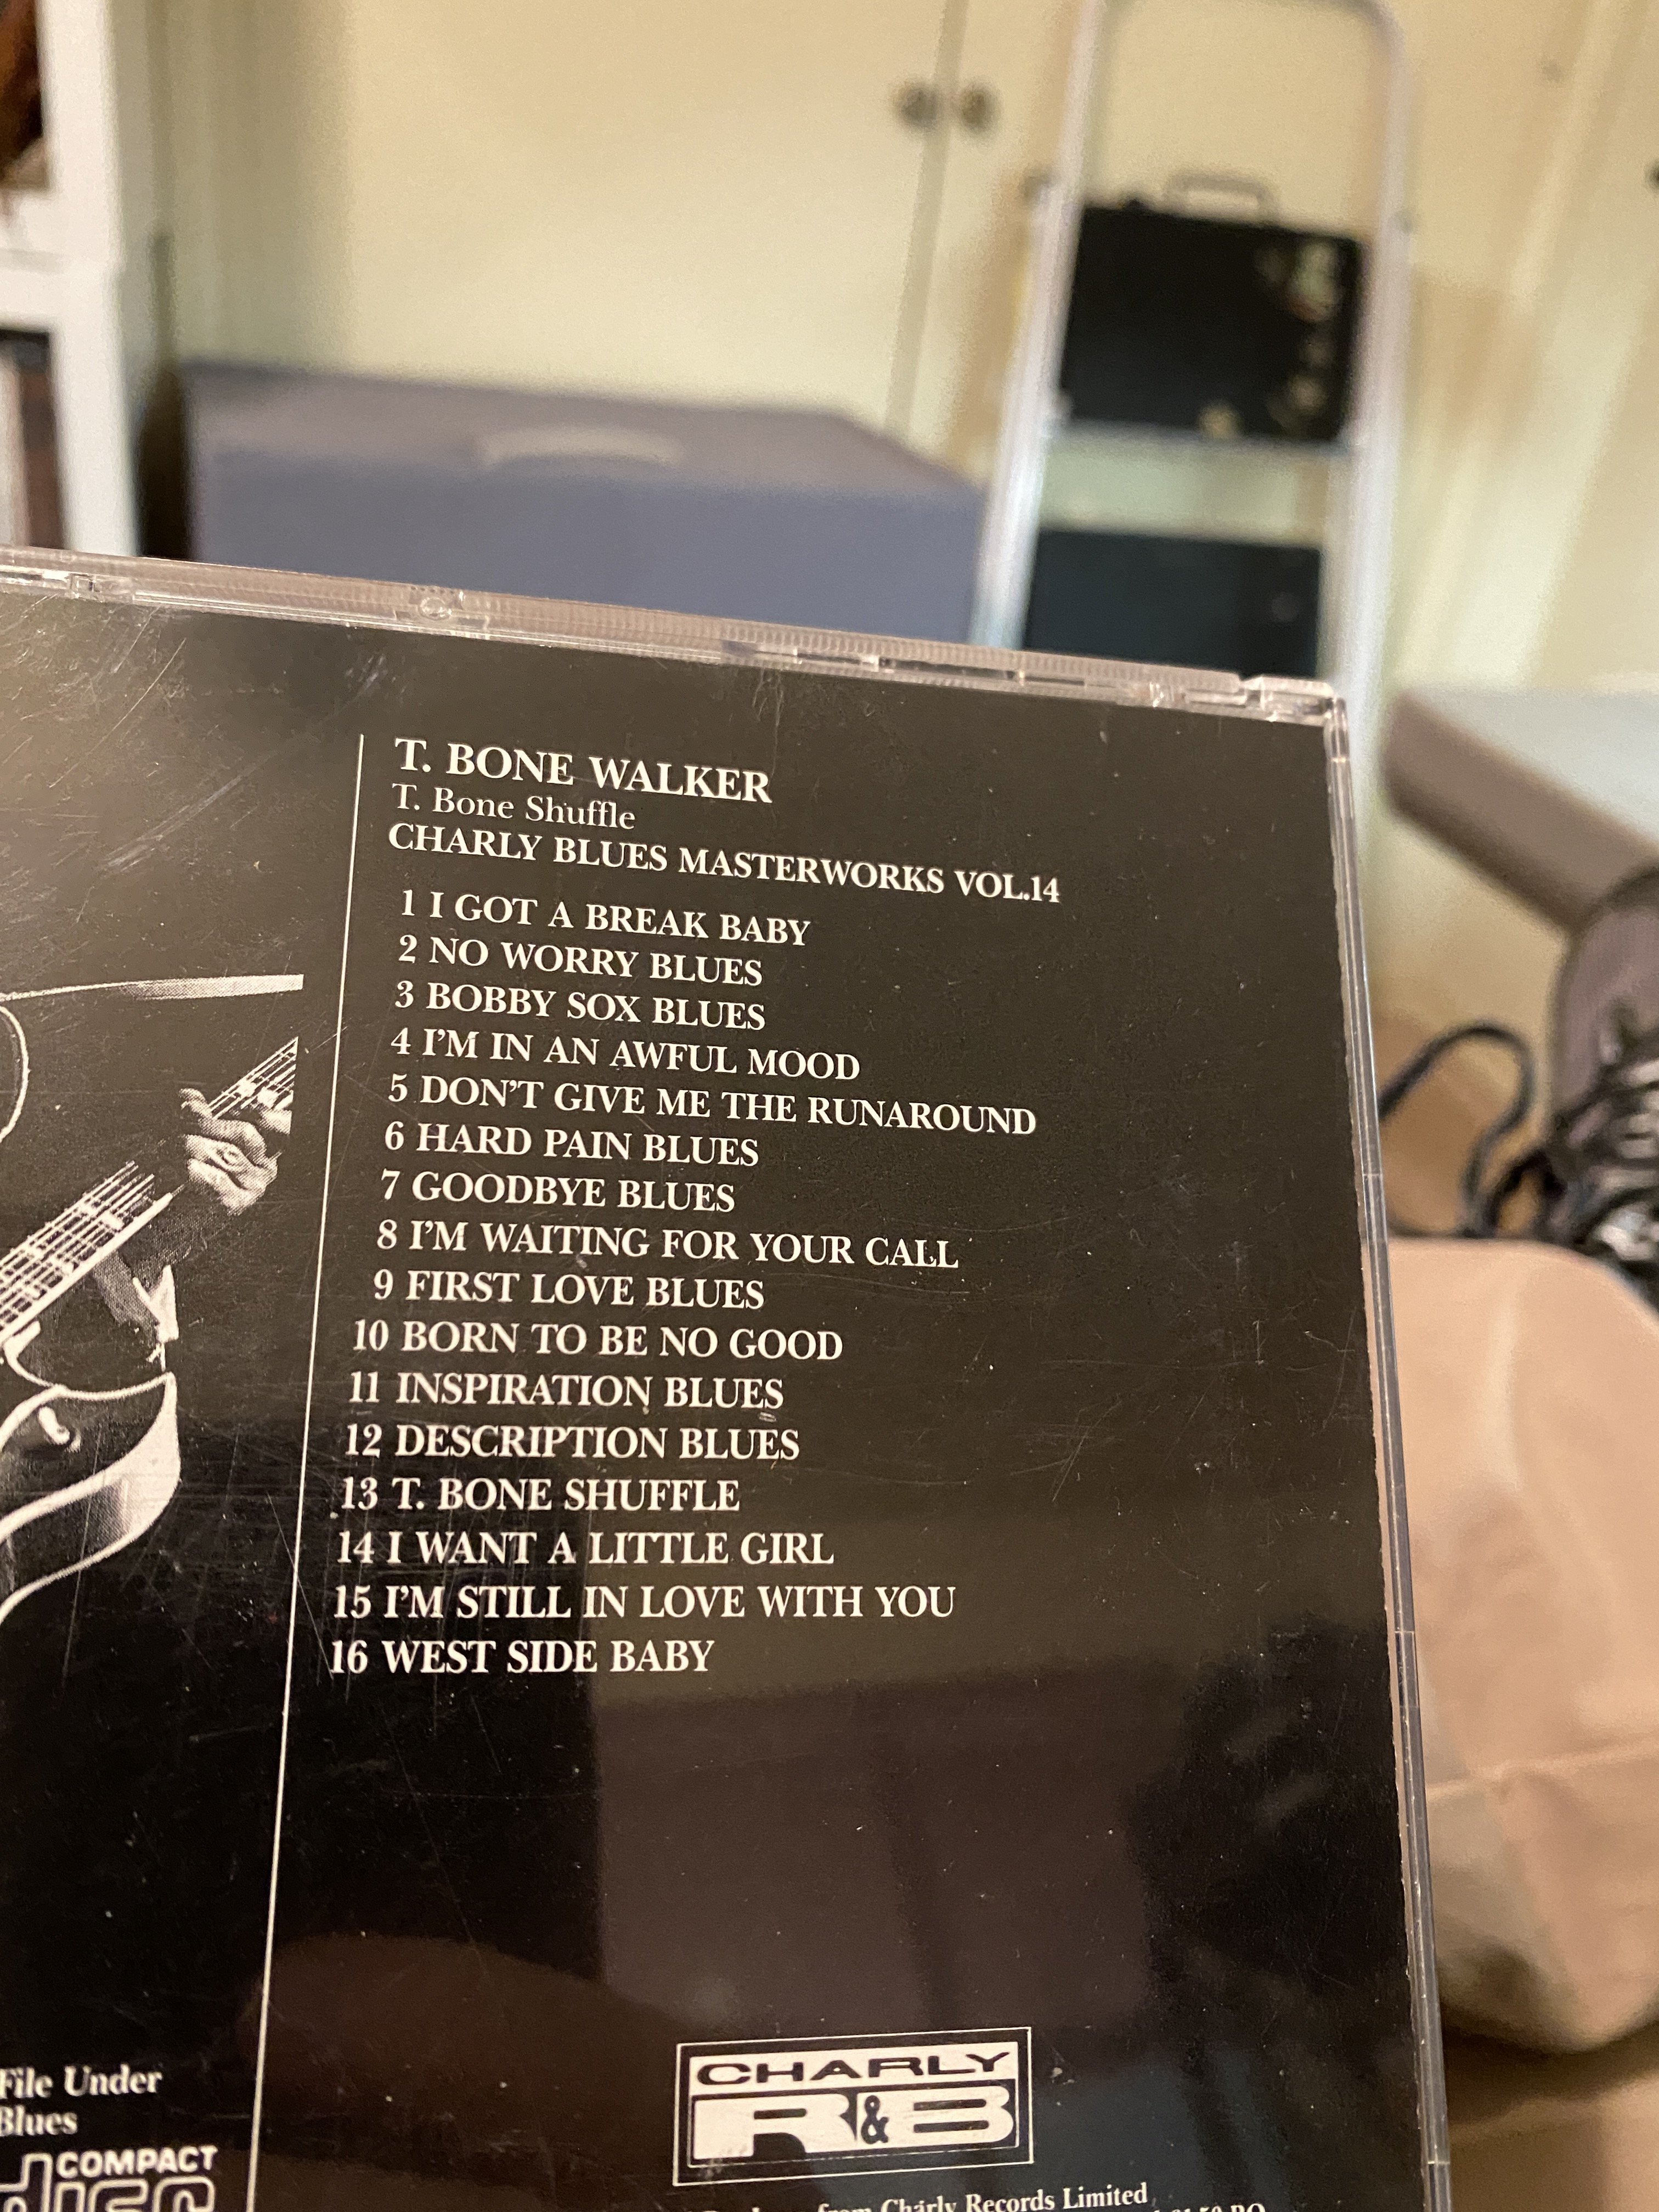 T. BONE WALKER
T. Bone Shuffle
CHARLY BLUES MASTERWORKS VOL.14
1 I GOT A BREAK BABY
2 NO WORRY BLUES
3 BOBBY SOX BLUES
4 I'M IN AN AWFUL MOOD
5 DON'T GIVE ME THE RUNAROUND
6 HARD PAIN BLUES
7 GOODBYE BLUES
8 I'M WAITING FOR YOUR CALL
9 FIRST LOVE BLUES
10 BORN TO BE NO GOOD
11 INSPIRATION BLUES
12 DESCRIPTION BLUES
13 T. BONE SHUFFLE
14 I WANT A LITTLE GIRL
15 I'M STILL IN LOVE WITH YOU
16 WEST SIDE BABY
File Under
Blues
COMPACT
disc
CHARLY
R&B
from Charly Records Limited